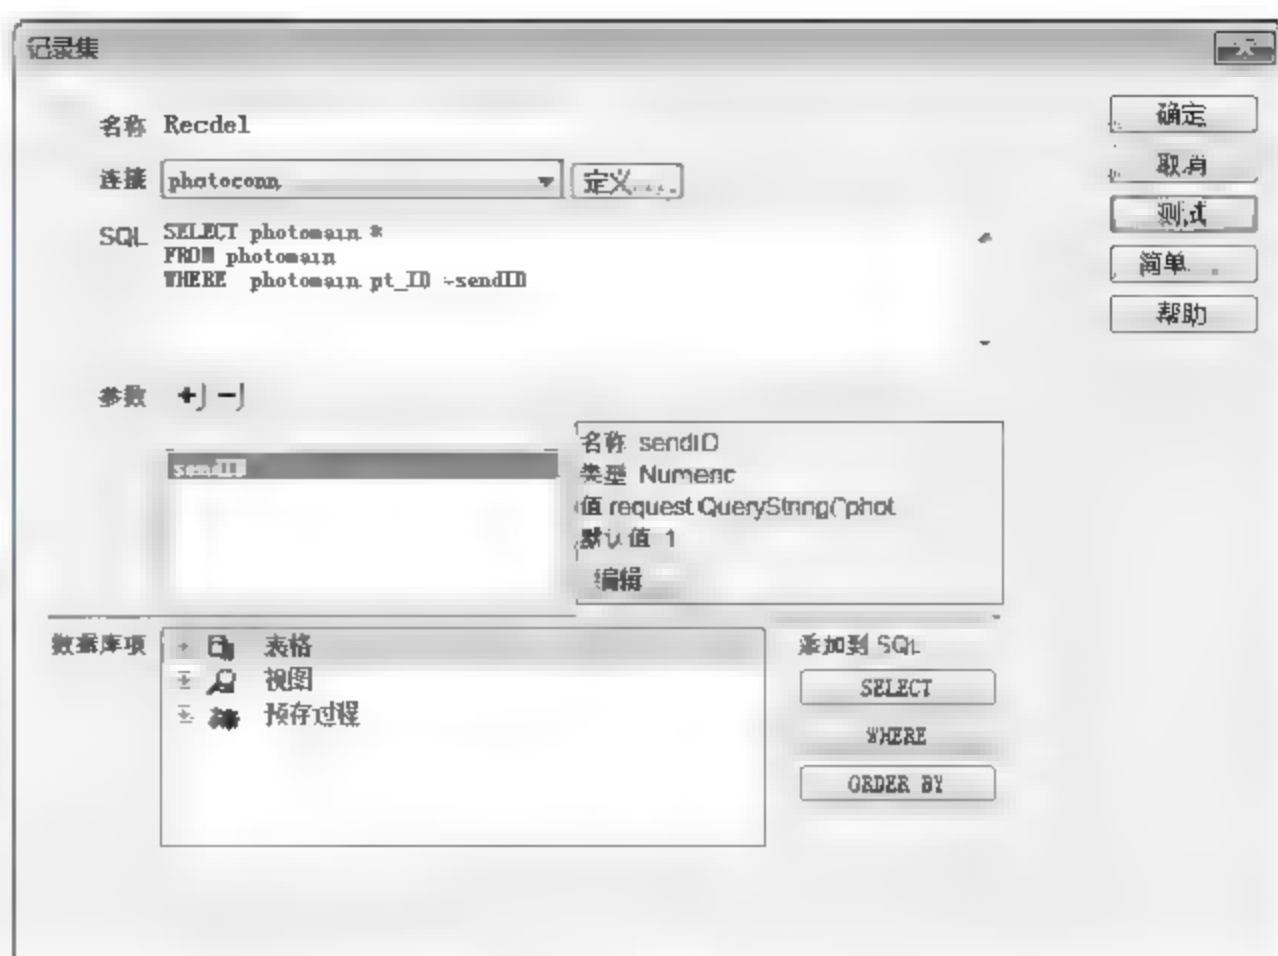 记录集
名称 Recdel
确定
连接 photoconn 定义...
取消
SQL SELECT photomain.*
FROM photomain
WHERE photomain.pt_ID =sendID
测试
简单...
帮助
参数
sendID
名称 sendID
类型 Numeric
值 request.QueryString("phot
默认值 1
编辑
数据库项 表格
视图
预存过程
添加到 SQL
SELECT
WHERE
ORDER BY